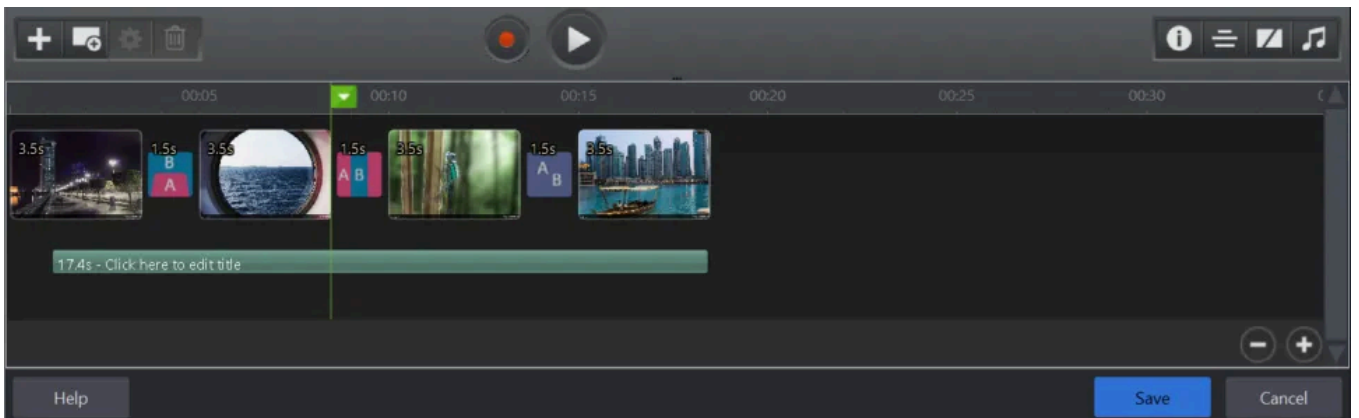 00:05 00:10 00:15 00:20 00:25 00:30
3.5s 1.5s 3.5s 1.5s 3.5s 1.5s 3.5s
B
A
A B
A
B
17.4s - Click here to edit title
Help Save Cancel